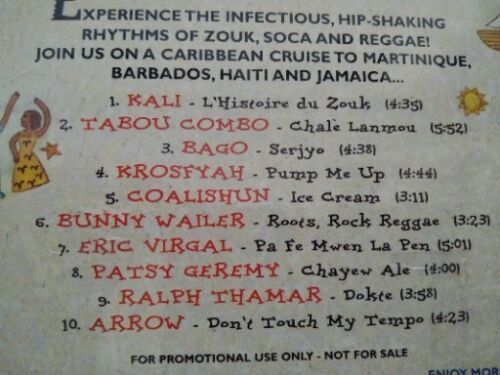 EXPERIENCE THE INFECTIOUS, HIP-SHAKING
RHYTHMS OF ZOUK, SOCA AND REGGAE!
JOIN US ON A CARIBBEAN CRUISE TO MARTINIQUE,
BARBADOS, HAITI AND JAMAICA...
1. KALI - L'Histoire du Zouk (4:35)
2. TABOU COMBO - Chale Lanmou (5:52)
3. BAGO - Serjyo (4:38)
4. KROSFYAH - Pump Me Up (4:44)
5. COALISHUN - Ice Cream (3:11)
6. BUNNY WAILER - Roots, Rock Reggae (3:23)
7. ERIC VIRGAL - Pa Fe Mwen La Pen (5:01)
8. PATSY GEREMY - Chayew Ale (4:00)
9. RALPH THAMAR - Dokte (3:58)
10. ARROW - Don't Touch My Tempo (4:23)
FOR PROMOTIONAL USE ONLY - NOT FOR SALE
ENJOY MOR